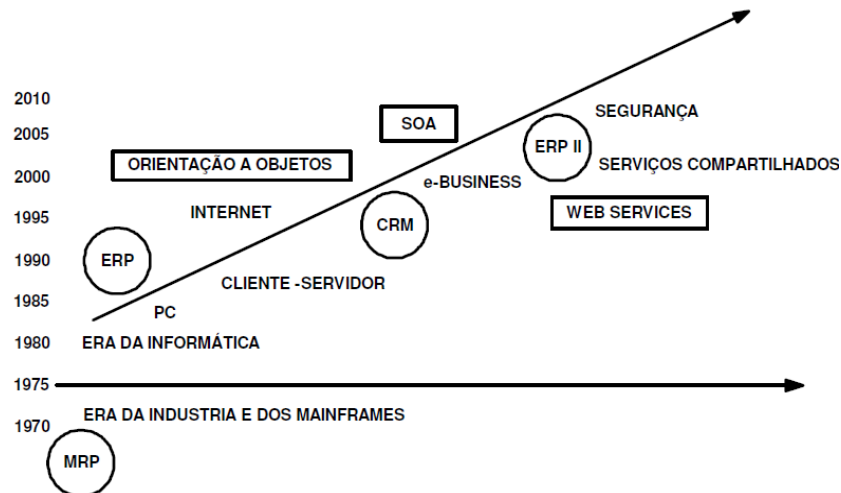 2010
SEGURANÇA
SOA
2005
ERP II
ORIENTAÇÃO A OBJETOS
SERVIÇOS COMPARTILHADOS
2000
e-BUSINESS
1995
INTERNET
CRM
WEB SERVICES
1990
ERP
CLIENTE -SERVIDOR
1985
PC
1980
ERA DA INFORMÁTICA
1975
ERA DA INDUSTRIA E DOS MAINFRAMES
1970
MRP